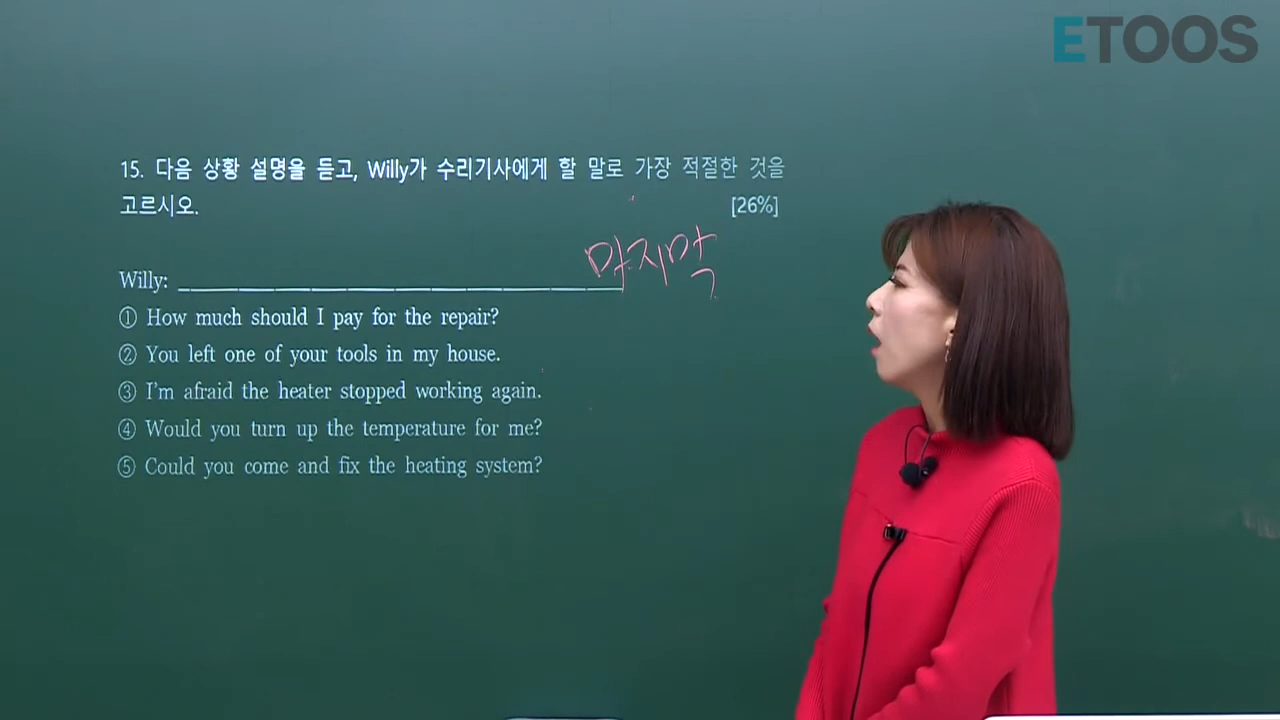 ETOOS
15. 다음 상황 설명을 듣고, Willy가 수리기사에게 할 말로 가장 적절한 것을
고르시오. [26%]
마지막
Willy: ______________________________
① How much should I pay for the repair?
② You left one of your tools in my house.
③ I'm afraid the heater stopped working again.
④ Would you turn up the temperature for me?
⑤ Could you come and fix the heating system?